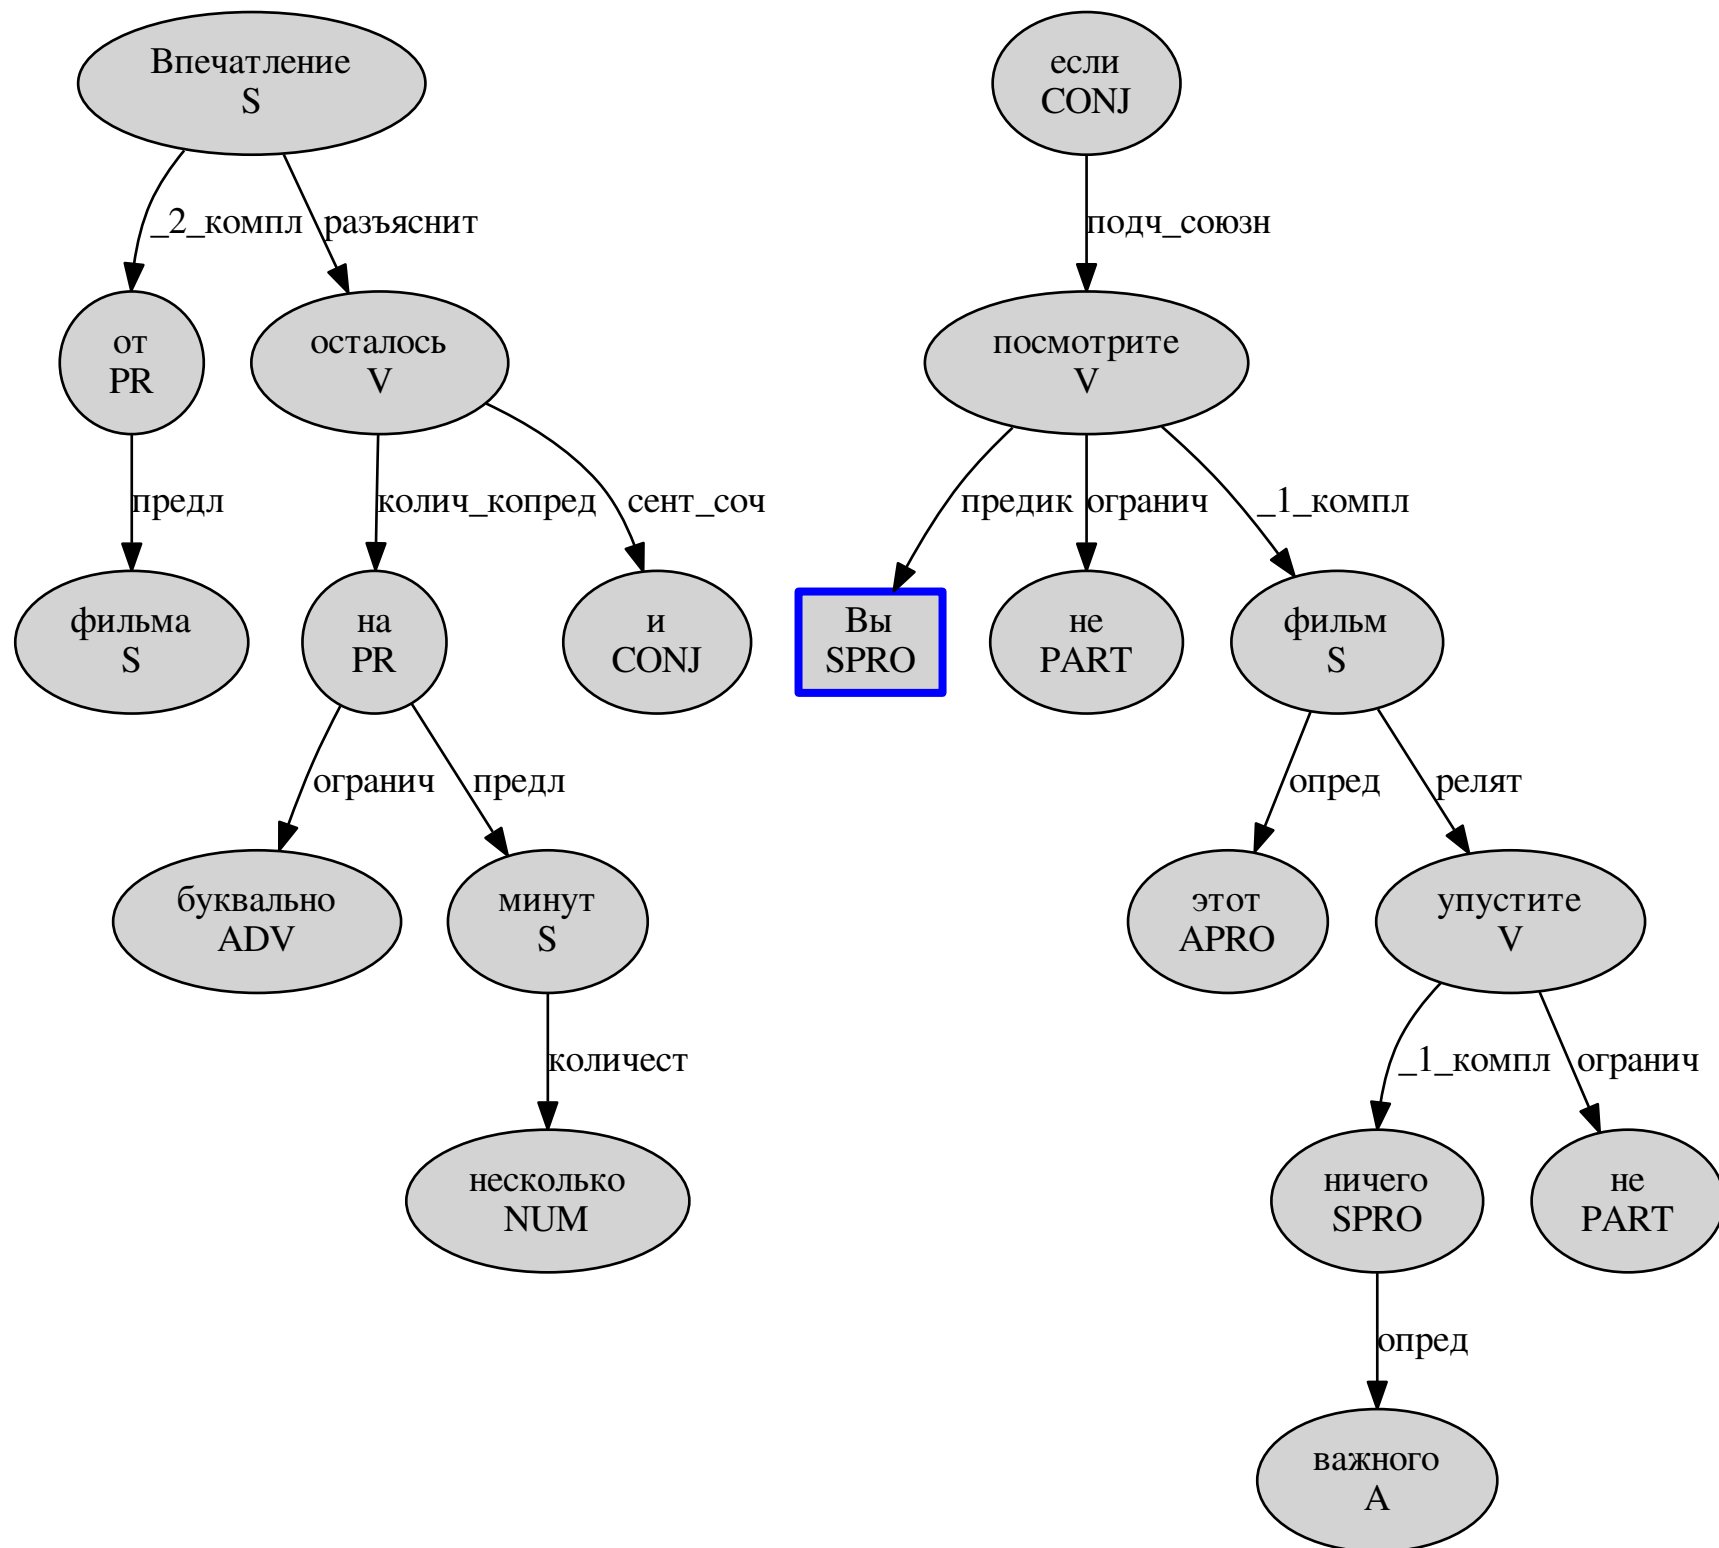 Впечатление
S
если
CONJ
_2_компл
разъяснит
подч_союзн
от
PR
осталось
V
посмотрите
V
предл
колич_копред
сент_соч
предик
огранич
_1_компл
фильма
S
на
PR
и
CONJ
Вы
SPRO
не
PART
фильм
S
огранич
предл
опред
релят
буквально
ADV
минут
S
этот
APRO
упустите
V
количест
_1_компл
огранич
несколько
NUM
ничего
SPRO
не
PART
опред
важного
A